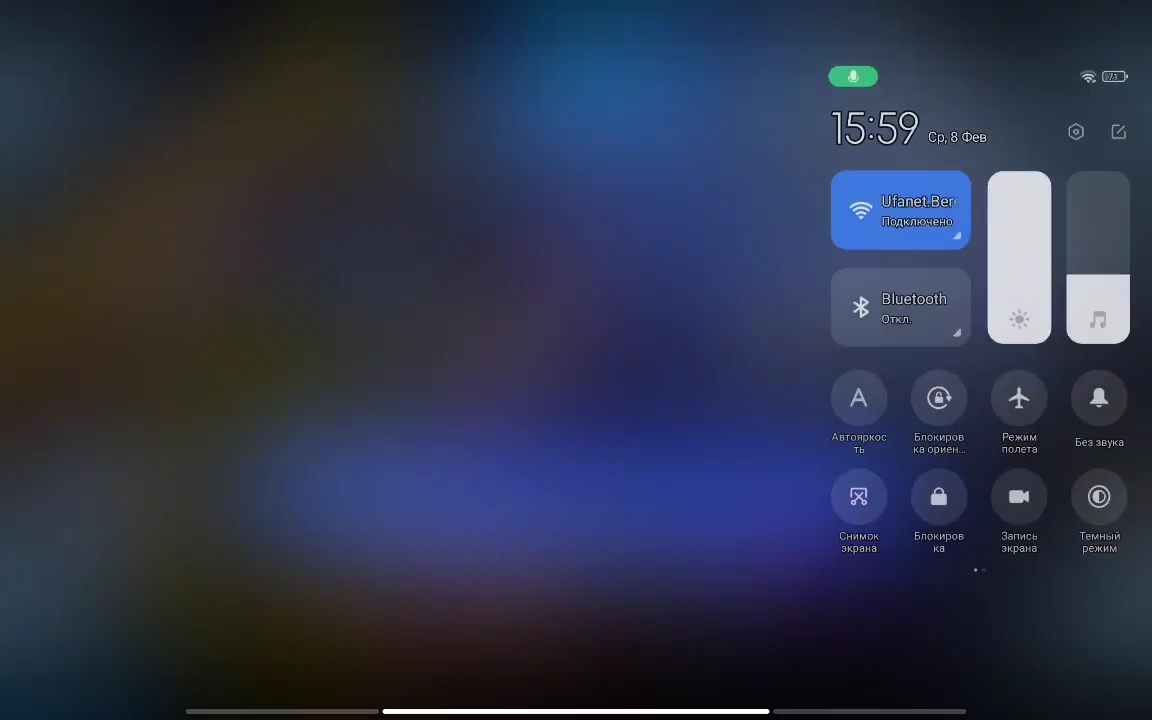 71
15:59 Ср, 8 Фев
Ufanet.Ber
Подключено
Bluetooth
Откл.
Автояркос
ть
Блокиров
ка ориен...
Режим
полета
Без звука
Снимок
экрана
Блокиров
ка
Запись
экрана
Темный
режим